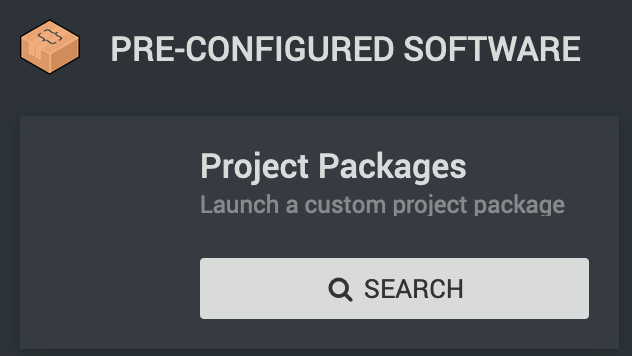 PRE-CONFIGURED SOFTWARE
Project Packages
Launch a custom project package
SEARCH